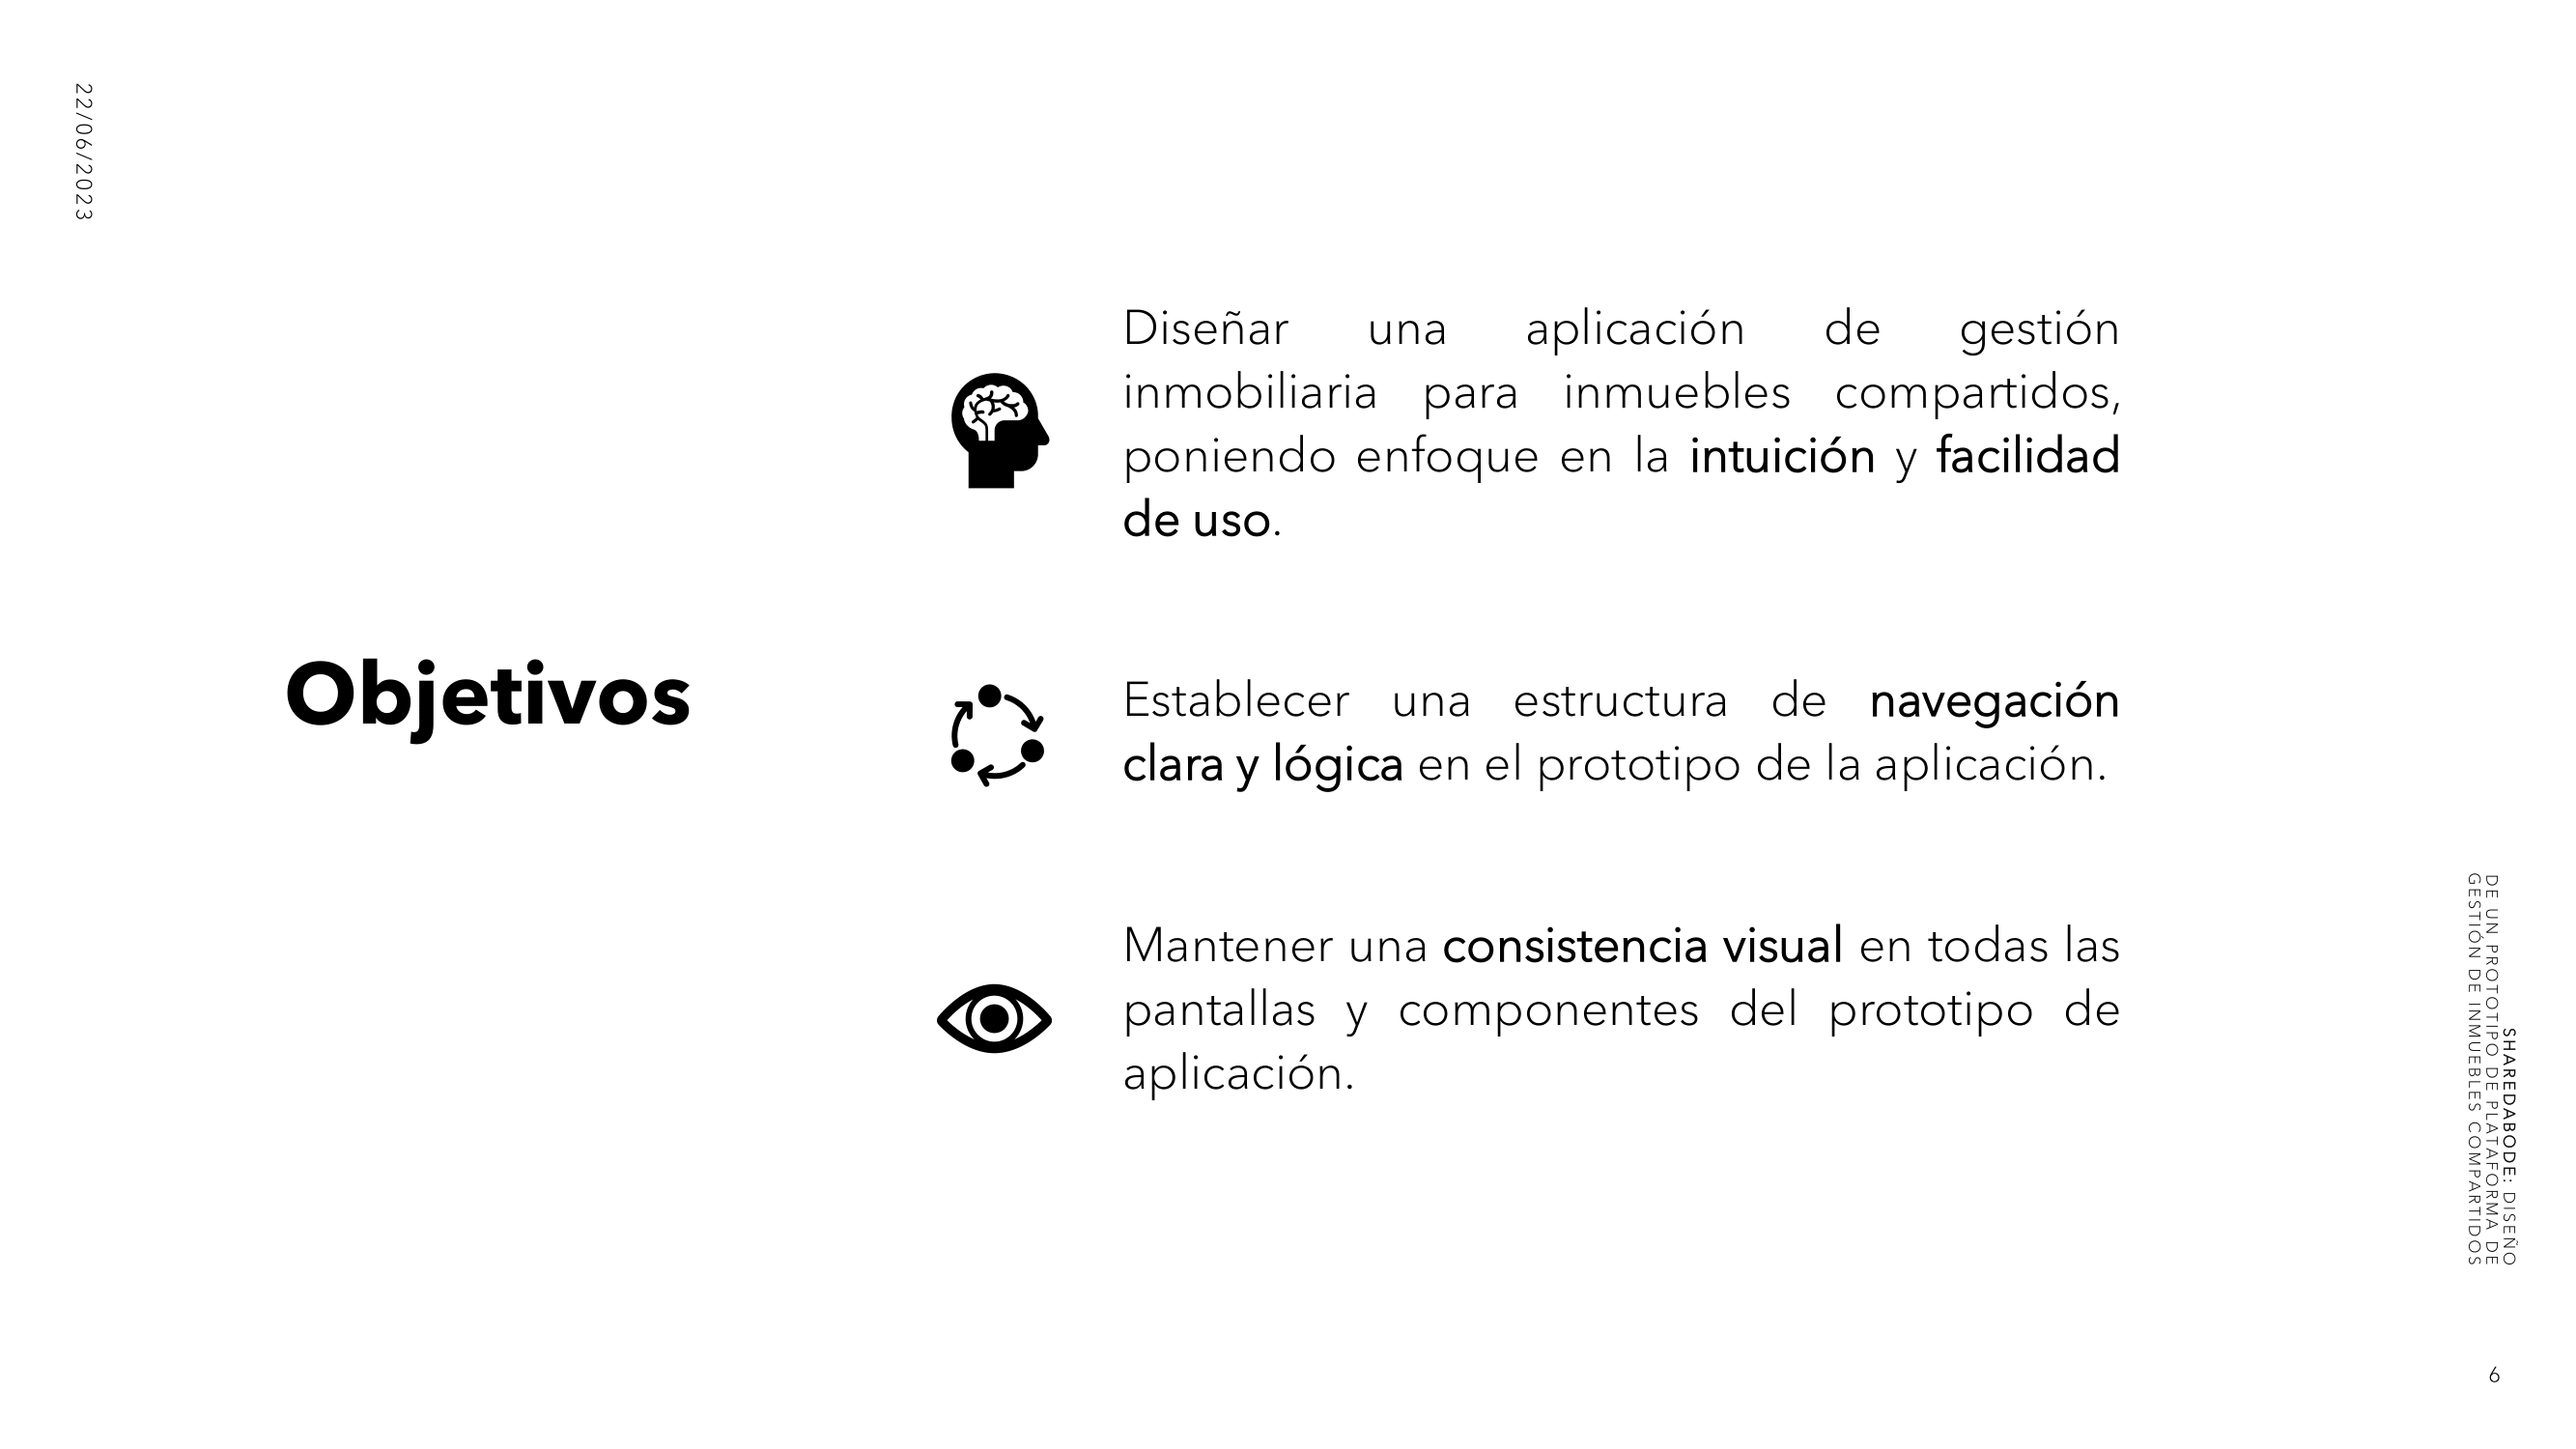 22/06/2023
Objetivos
Diseñar una aplicación de gestión
inmobiliaria para inmuebles compartidos,
poniendo enfoque en la intuición y facilidad
de uso.
Establecer una estructura de navegación
clara y lógica en el prototipo de la aplicación.
Mantener una consistencia visual en todas las
pantallas y componentes del prototipo de
aplicación.
SHAREDABODE: DISEÑO
DE UN PROTOTIPO DE PLATAFORMA DE
GESTIÓN DE INMUEBLES COMPARTIDOS
6